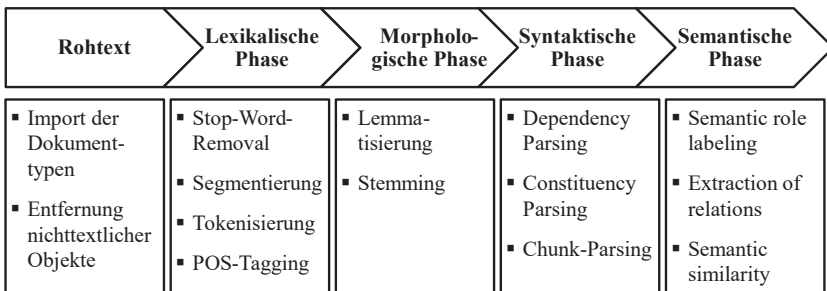 Rohtext
Lexikalische
Phase
Morpholo-
gische Phase
Syntaktische
Phase
Semantische
Phase
▪ Import der
Dokument-
typen
▪ Entfernung
nichttextlicher
Objekte
▪ Stop-Word-
Removal
▪ Segmentierung
▪ Tokenisierung
▪ POS-Tagging
▪ Lemma-
tisierung
▪ Stemming
▪ Dependency
Parsing
▪ Constituency
Parsing
▪ Chunk-Parsing
▪ Semantic role
labeling
▪ Extraction of
relations
▪ Semantic
similarity